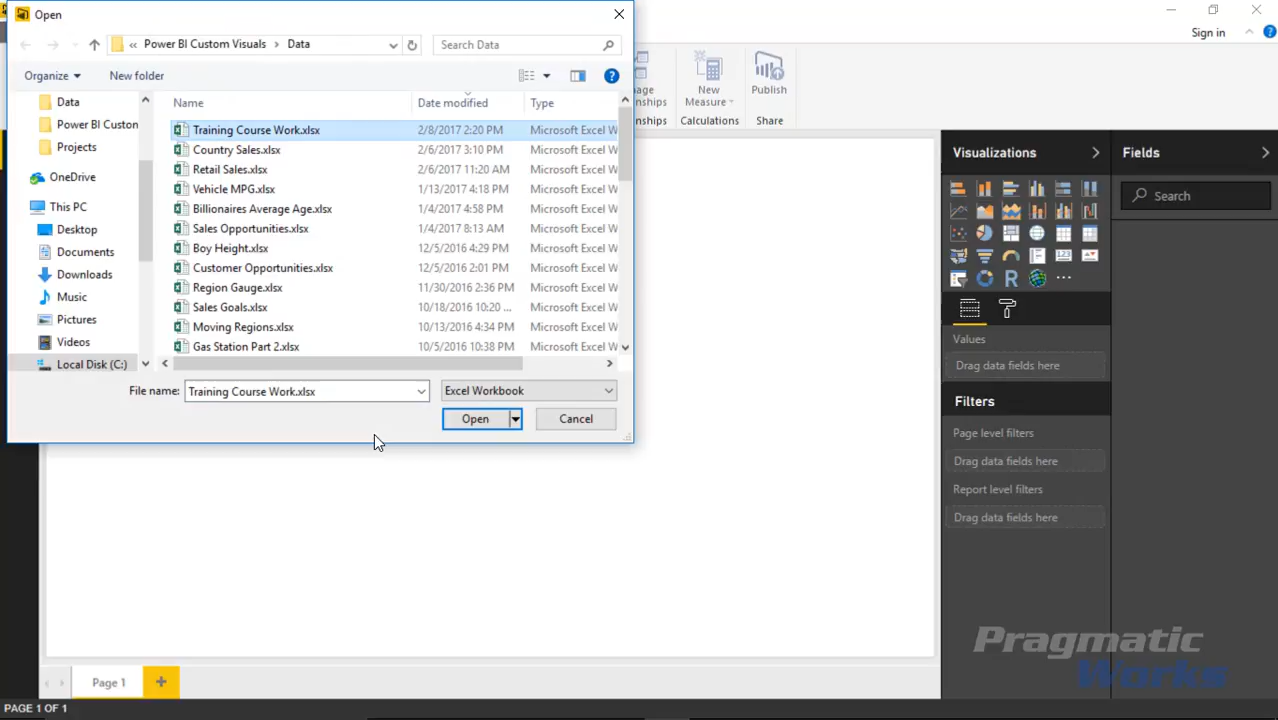 Open
Sign in
Power BI Custom Visuals
Data
Search Data
Organize
New folder
New
Measure
Publish
Calculations
Share
Data
Power BI Custon
Projects
OneDrive
This PC
Desktop
Documents
Downloads
Music
Pictures
Videos
Local Disk (C:)
Name Date modified Type
Training Course Work.xlsx 2/8/2017 2:20 PM Microsoft Excel W
Country Sales.xlsx 2/6/2017 3:10 PM Microsoft Excel W
Retail Sales.xlsx 2/6/2017 11:20 AM Microsoft Excel W
Vehicle MPG.xlsx 1/13/2017 4:18 PM Microsoft Excel W
Billionaires Average Age.xlsx 1/4/2017 4:58 PM Microsoft Excel W
Sales Opportunities.xlsx 1/4/2017 8:13 AM Microsoft Excel W
Boy Height.xlsx 12/5/2016 4:29 PM Microsoft Excel W
Customer Opportunities.xlsx 12/5/2016 2:01 PM Microsoft Excel W
Region Gauge.xlsx 11/30/2016 2:36 PM Microsoft Excel W
Sales Goals.xlsx 10/18/2016 10:20 ... Microsoft Excel W
Moving Regions.xlsx 10/13/2016 4:34 PM Microsoft Excel W
Gas Station Part 2.xlsx 10/5/2016 10:38 PM Microsoft Excel W
File name: Training Course Work.xlsx
Excel Workbook
Open
Cancel
Visualizations
Values
Drag data fields here
Filters
Page level filters
Drag data fields here
Report level filters
Drag data fields here
Fields
Search
Pragmatic
Works
Page 1
PAGE 1 OF 1